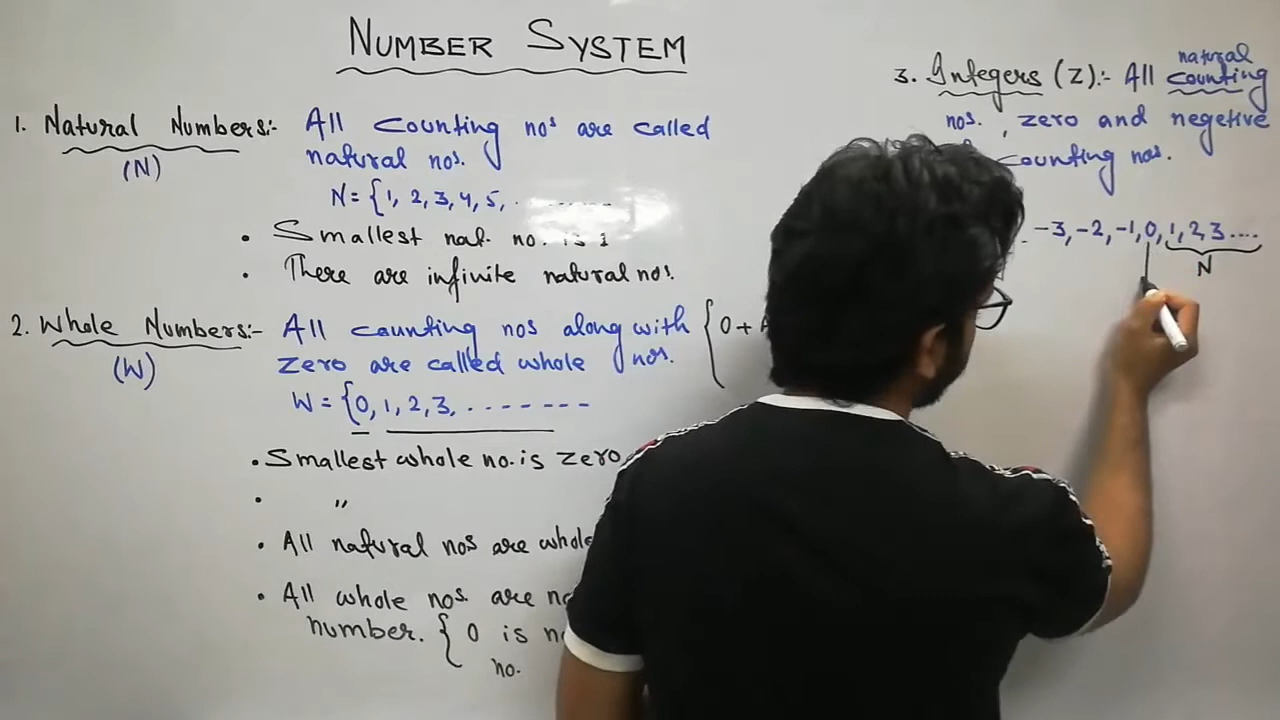 NUMBER SYSTEM
1. Natural Numbers:- All counting nos are called
(N) natural nos.
N = {1, 2, 3, 4, 5, . . . . . . .
• Smallest nat. no. is 1
• There are infinite natural nos.
2. Whole Numbers:- All counting nos along with { 0 +
(W) zero are called whole nos.
W = {0, 1, 2, 3, - - - - - - - -
• Smallest whole no. is zero
• "
• All natural nos are whole
• All whole nos. are
number. { 0 is
no.
natural
3. Integers (Z):- All counting
nos. , zero and negetive
counting nos.
. -3, -2, -1, 0, 1, 2, 3 ....
N